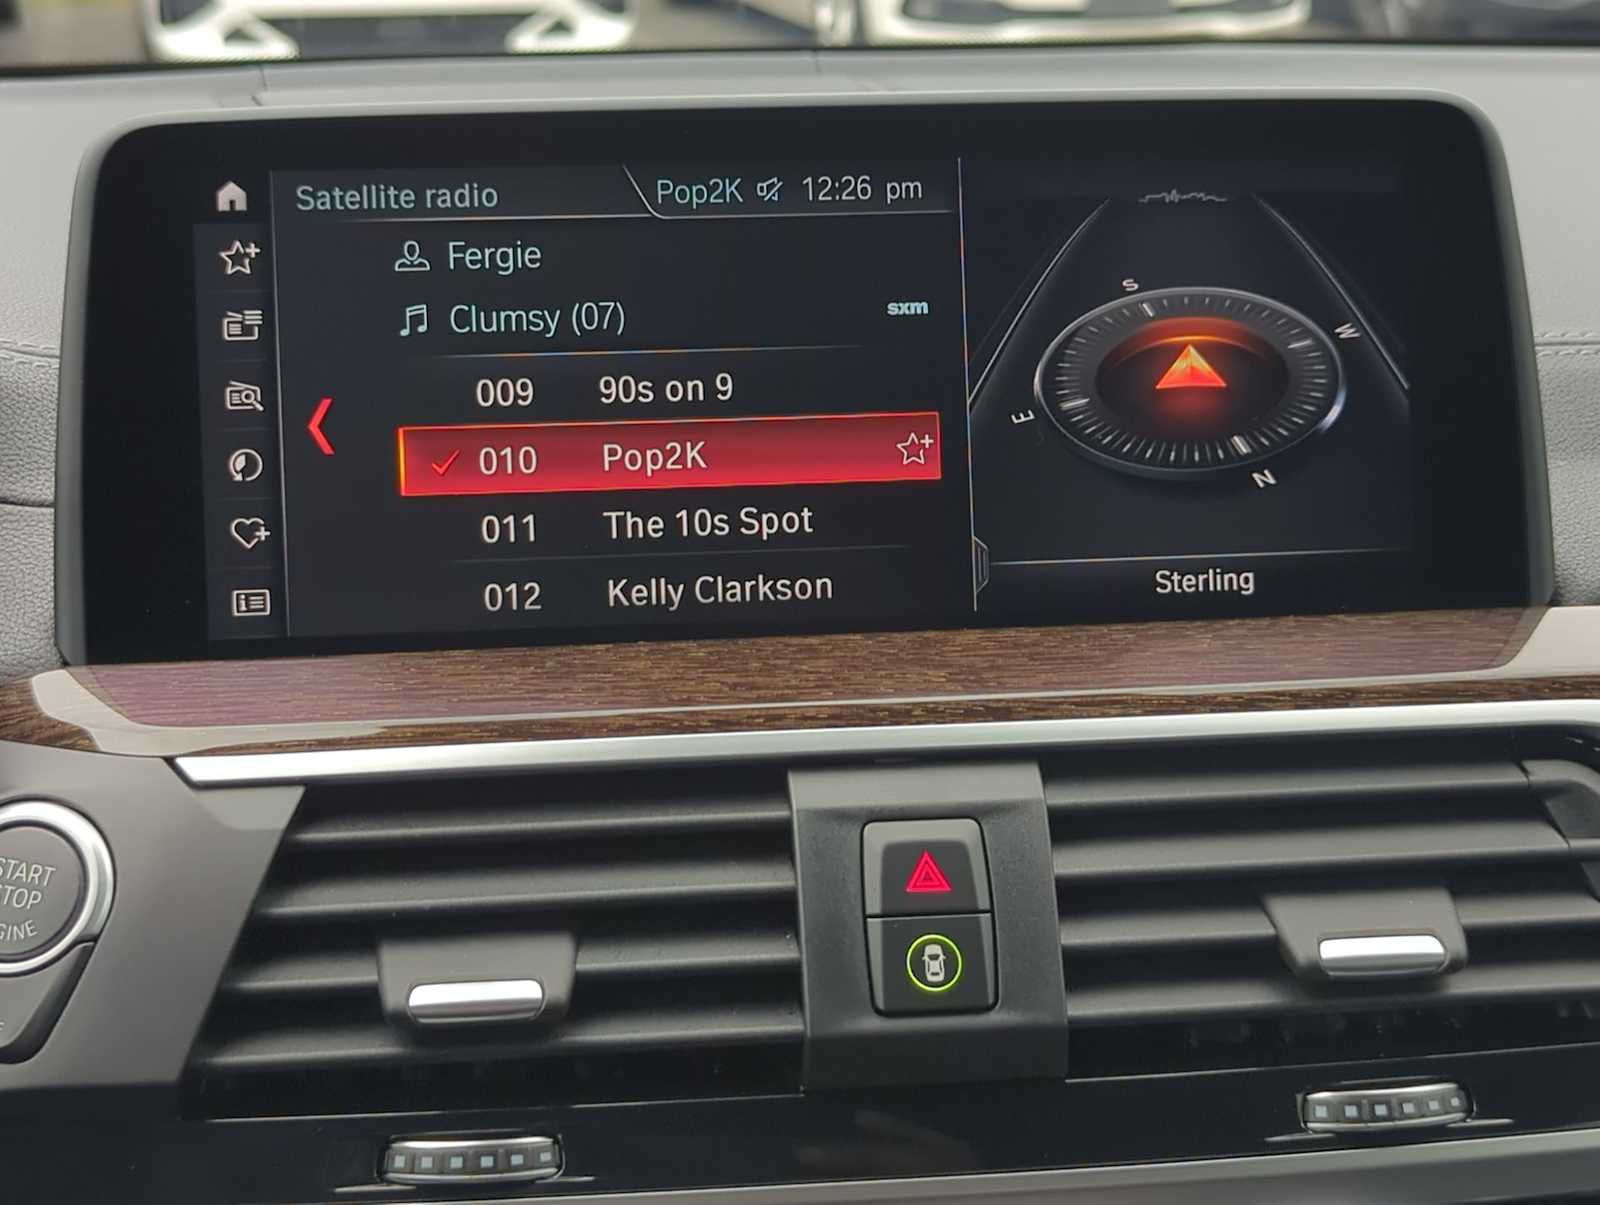 Satellite radio
Pop2K 12:26 pm
Fergie
Clumsy (07)
sxm
009 90s on 9
010 Pop2K
011 The 10s Spot
012 Kelly Clarkson
S
W
E
N
Sterling
START
STOP